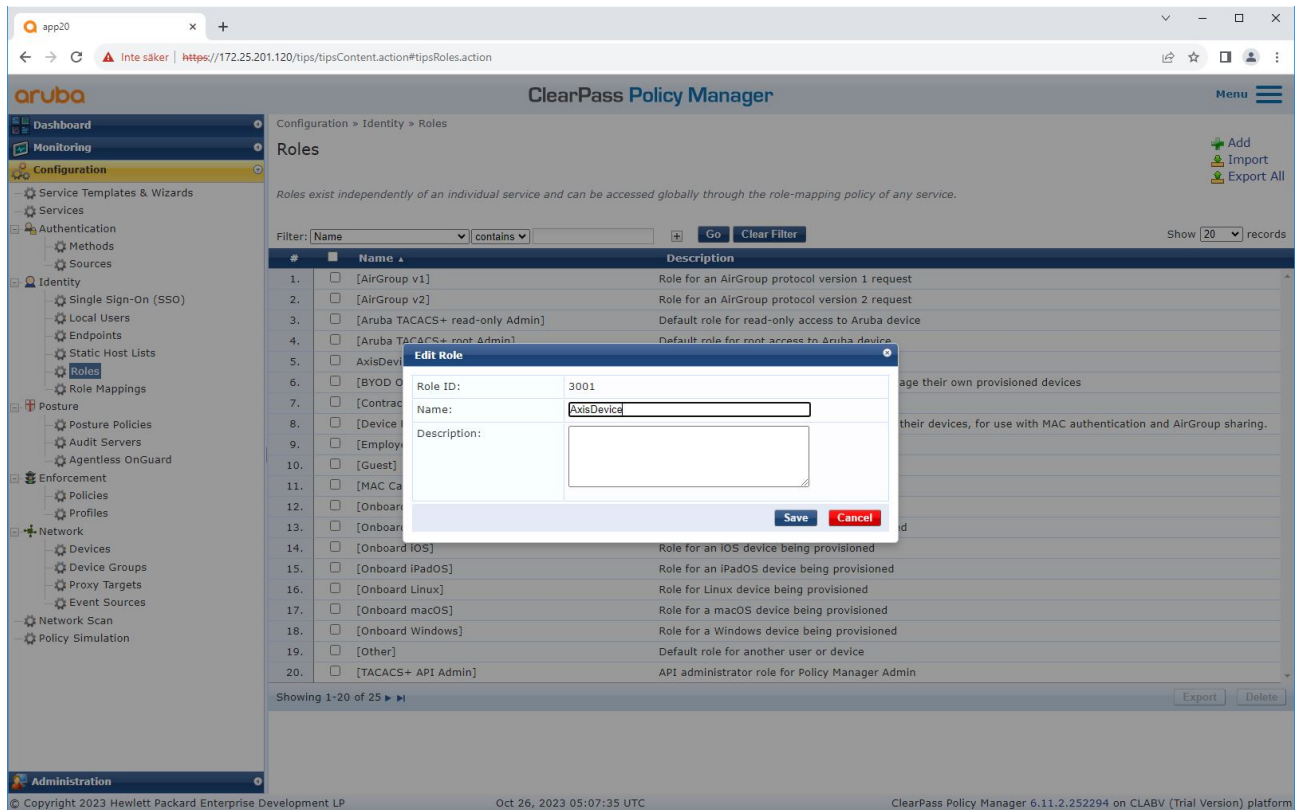 app20
Inte säker | https://172.25.201.120/tips/tipsContent.action#tipsRoles.action
aruba
ClearPass Policy Manager
Menu
Dashboard
Monitoring
Configuration
Service Templates & Wizards
Services
Authentication
Methods
Sources
Identity
Single Sign-On (SSO)
Local Users
Endpoints
Static Host Lists
Roles
Role Mappings
Posture
Posture Policies
Audit Servers
Agentless OnGuard
Enforcement
Policies
Profiles
Network
Devices
Device Groups
Proxy Targets
Event Sources
Network Scan
Policy Simulation
Administration
Configuration » Identity » Roles
Roles
Add
Import
Export All
Roles exist independently of an individual service and can be accessed globally through the role-mapping policy of any service.
Filter: Name contains + Go Clear Filter Show 20 records
# Name Description
1. [AirGroup v1] Role for an AirGroup protocol version 1 request
2. [AirGroup v2] Role for an AirGroup protocol version 2 request
3. [Aruba TACACS+ read-only Admin] Default role for read-only access to Aruba device
4. [Aruba TACACS+ root Admin] Default role for root access to Aruba device
5. AxisDevi
6. [BYOD O age their own provisioned devices
7. [Contrac
8. [Device their devices, for use with MAC authentication and AirGroup sharing.
9. [Employ
10. [Guest]
11. [MAC Ca
12. [Onboar
13. [Onboar ed
14. [Onboard iOS] Role for an iOS device being provisioned
15. [Onboard iPadOS] Role for an iPadOS device being provisioned
16. [Onboard Linux] Role for Linux device being provisioned
17. [Onboard macOS] Role for a macOS device being provisioned
18. [Onboard Windows] Role for a Windows device being provisioned
19. [Other] Default role for another user or device
20. [TACACS+ API Admin] API administrator role for Policy Manager Admin
Showing 1-20 of 25
Export Delete
Edit Role
Role ID: 3001
Name: AxisDevice
Description:
Save Cancel
© Copyright 2023 Hewlett Packard Enterprise Development LP Oct 26, 2023 05:07:35 UTC ClearPass Policy Manager 6.11.2.252294 on CLABV (Trial Version) platform